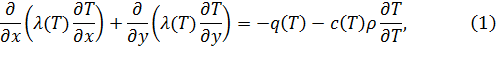 ∂/∂x (λ(T) ∂T/∂x) + ∂/∂y (λ(T) ∂T/∂y) = −q(T) − c(T)ρ ∂T/∂T, (1)